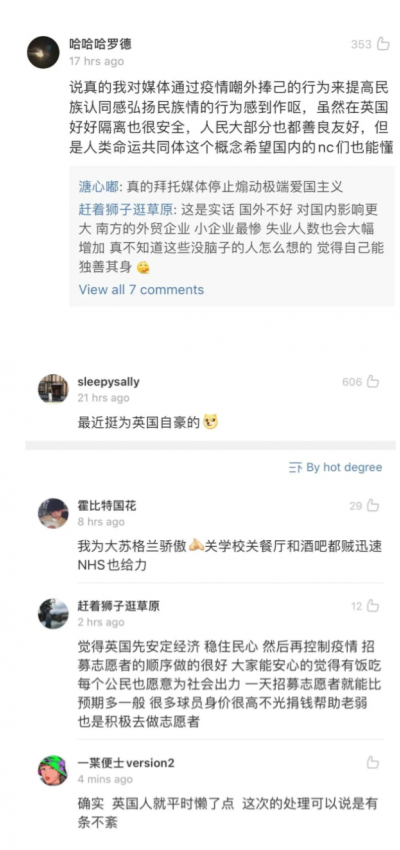 哈哈哈罗德
353
17 hrs ago
说真的我对媒体通过疫情嘲外捧己的行为来提高民
族认同感弘扬民族情的行为感到作呕，虽然在英国
好好隔离也很安全，人民大部分也都善良友好，但
是人类命运共同体这个概念希望国内的nc们也能懂
溏心嘟: 真的拜托媒体停止煽动极端爱国主义
赶着狮子逛草原: 这是实话 国外不好 对国内影响更
大 南方的外贸企业 小企业最惨 失业人数也会大幅
增加 真不知道这些没脑子的人怎么想的 觉得自己能
独善其身
View all 7 comments
sleepysally
606
21 hrs ago
最近挺为英国自豪的
By hot degree
霍比特国花
29
8 hrs ago
我为大苏格兰骄傲 关学校关餐厅和酒吧都贼迅速
NHS也给力
赶着狮子逛草原
12
2 hrs ago
觉得英国先安定经济 稳住民心 然后再控制疫情 招
募志愿者的顺序做的很好 大家能安心的觉得有饭吃
每个公民也愿意为社会出力 一天招募志愿者就能比
预期多一般 很多球员身价很高不光捐钱帮助老弱
也是积极去做志愿者
一菜便士version2
4 mins ago
确实 英国人就平时懒了点 这次的处理可以说是有
条不紊